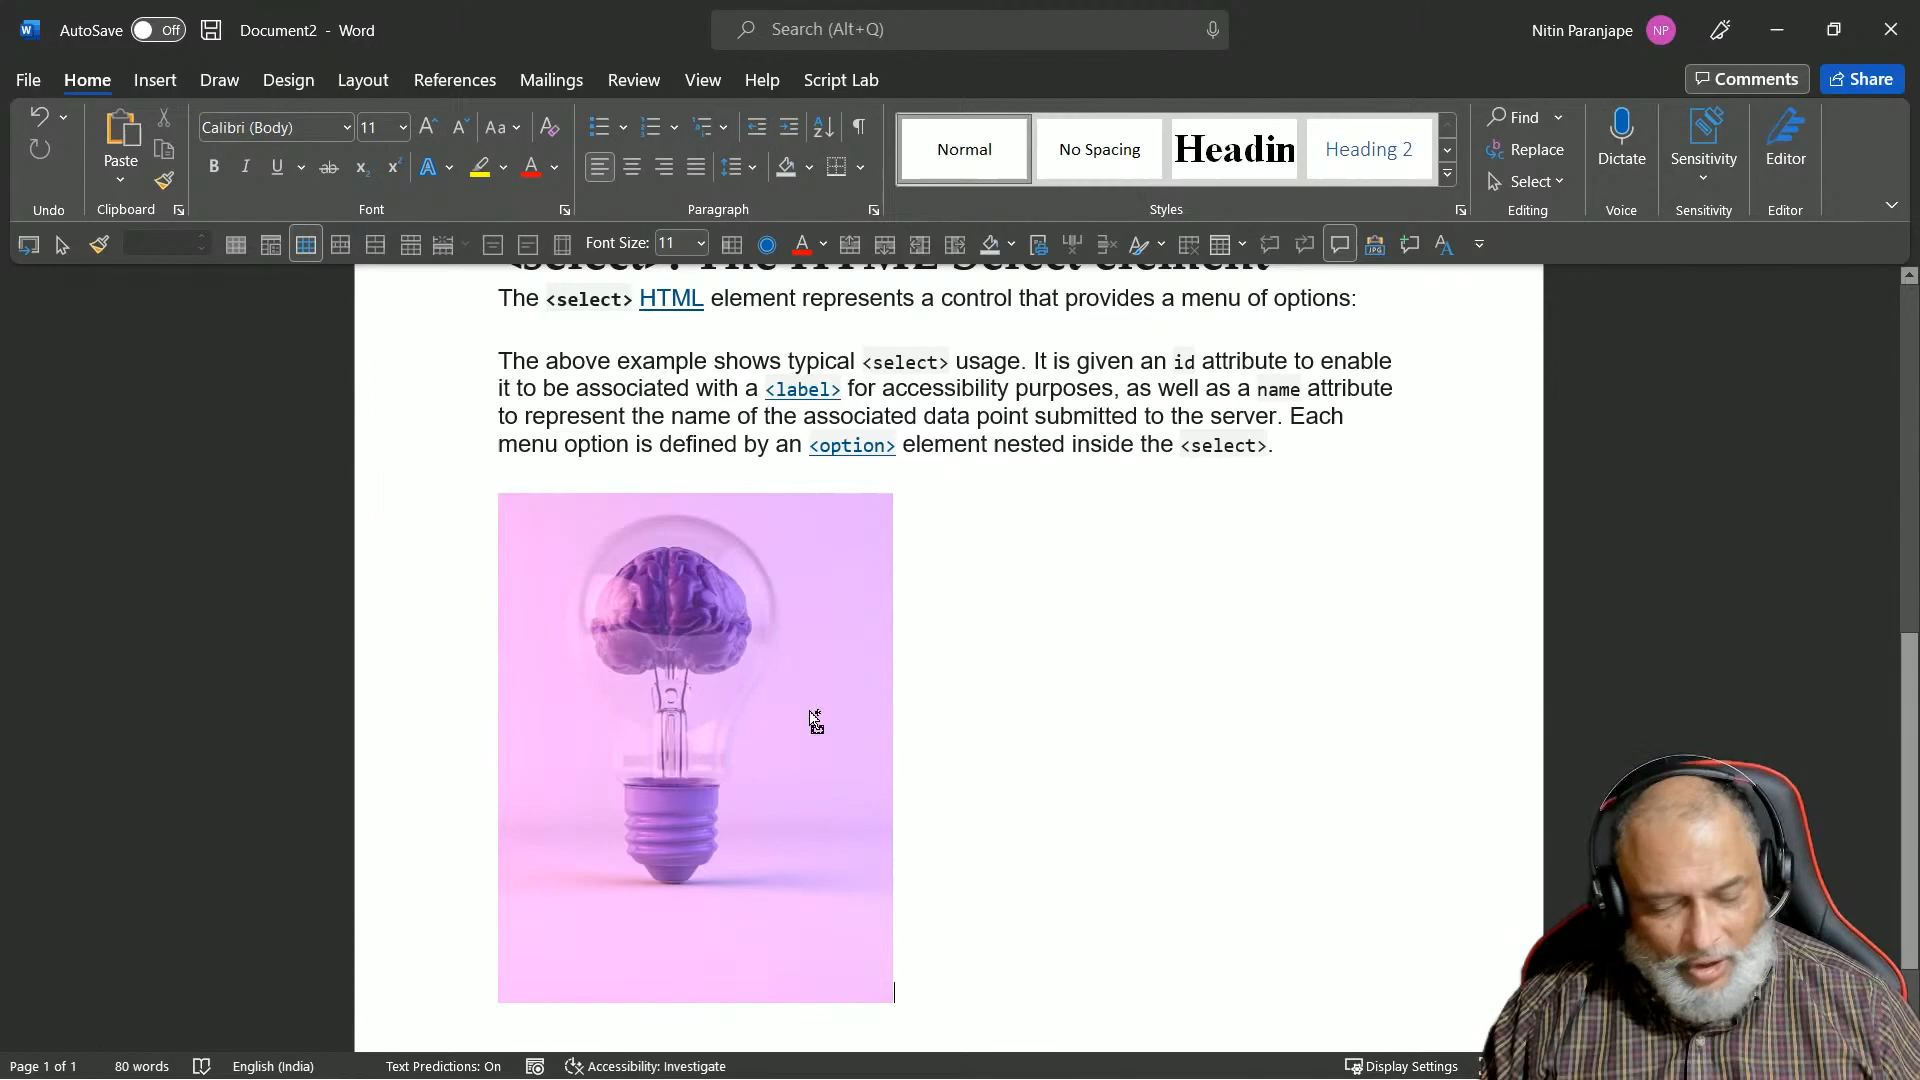 AutoSave Off Document2 - Word Search (Alt+Q) Nitin Paranjape NP
File Home Insert Draw Design Layout References Mailings Review View Help Script Lab Comments Share
Paste
Undo Clipboard
Calibri (Body) 11
Font
Paragraph
Normal No Spacing Headin Heading 2
Styles
Find
Replace
Select
Editing
Dictate
Voice
Sensitivity
Sensitivity
Editor
Editor
Font Size: 11
<select>: The HTML Select element
The <select> HTML element represents a control that provides a menu of options:
The above example shows typical <select> usage. It is given an id attribute to enable
it to be associated with a <label> for accessibility purposes, as well as a name attribute
to represent the name of the associated data point submitted to the server. Each
menu option is defined by an <option> element nested inside the <select>.
Page 1 of 1 80 words English (India) Text Predictions: On Accessibility: Investigate Display Settings